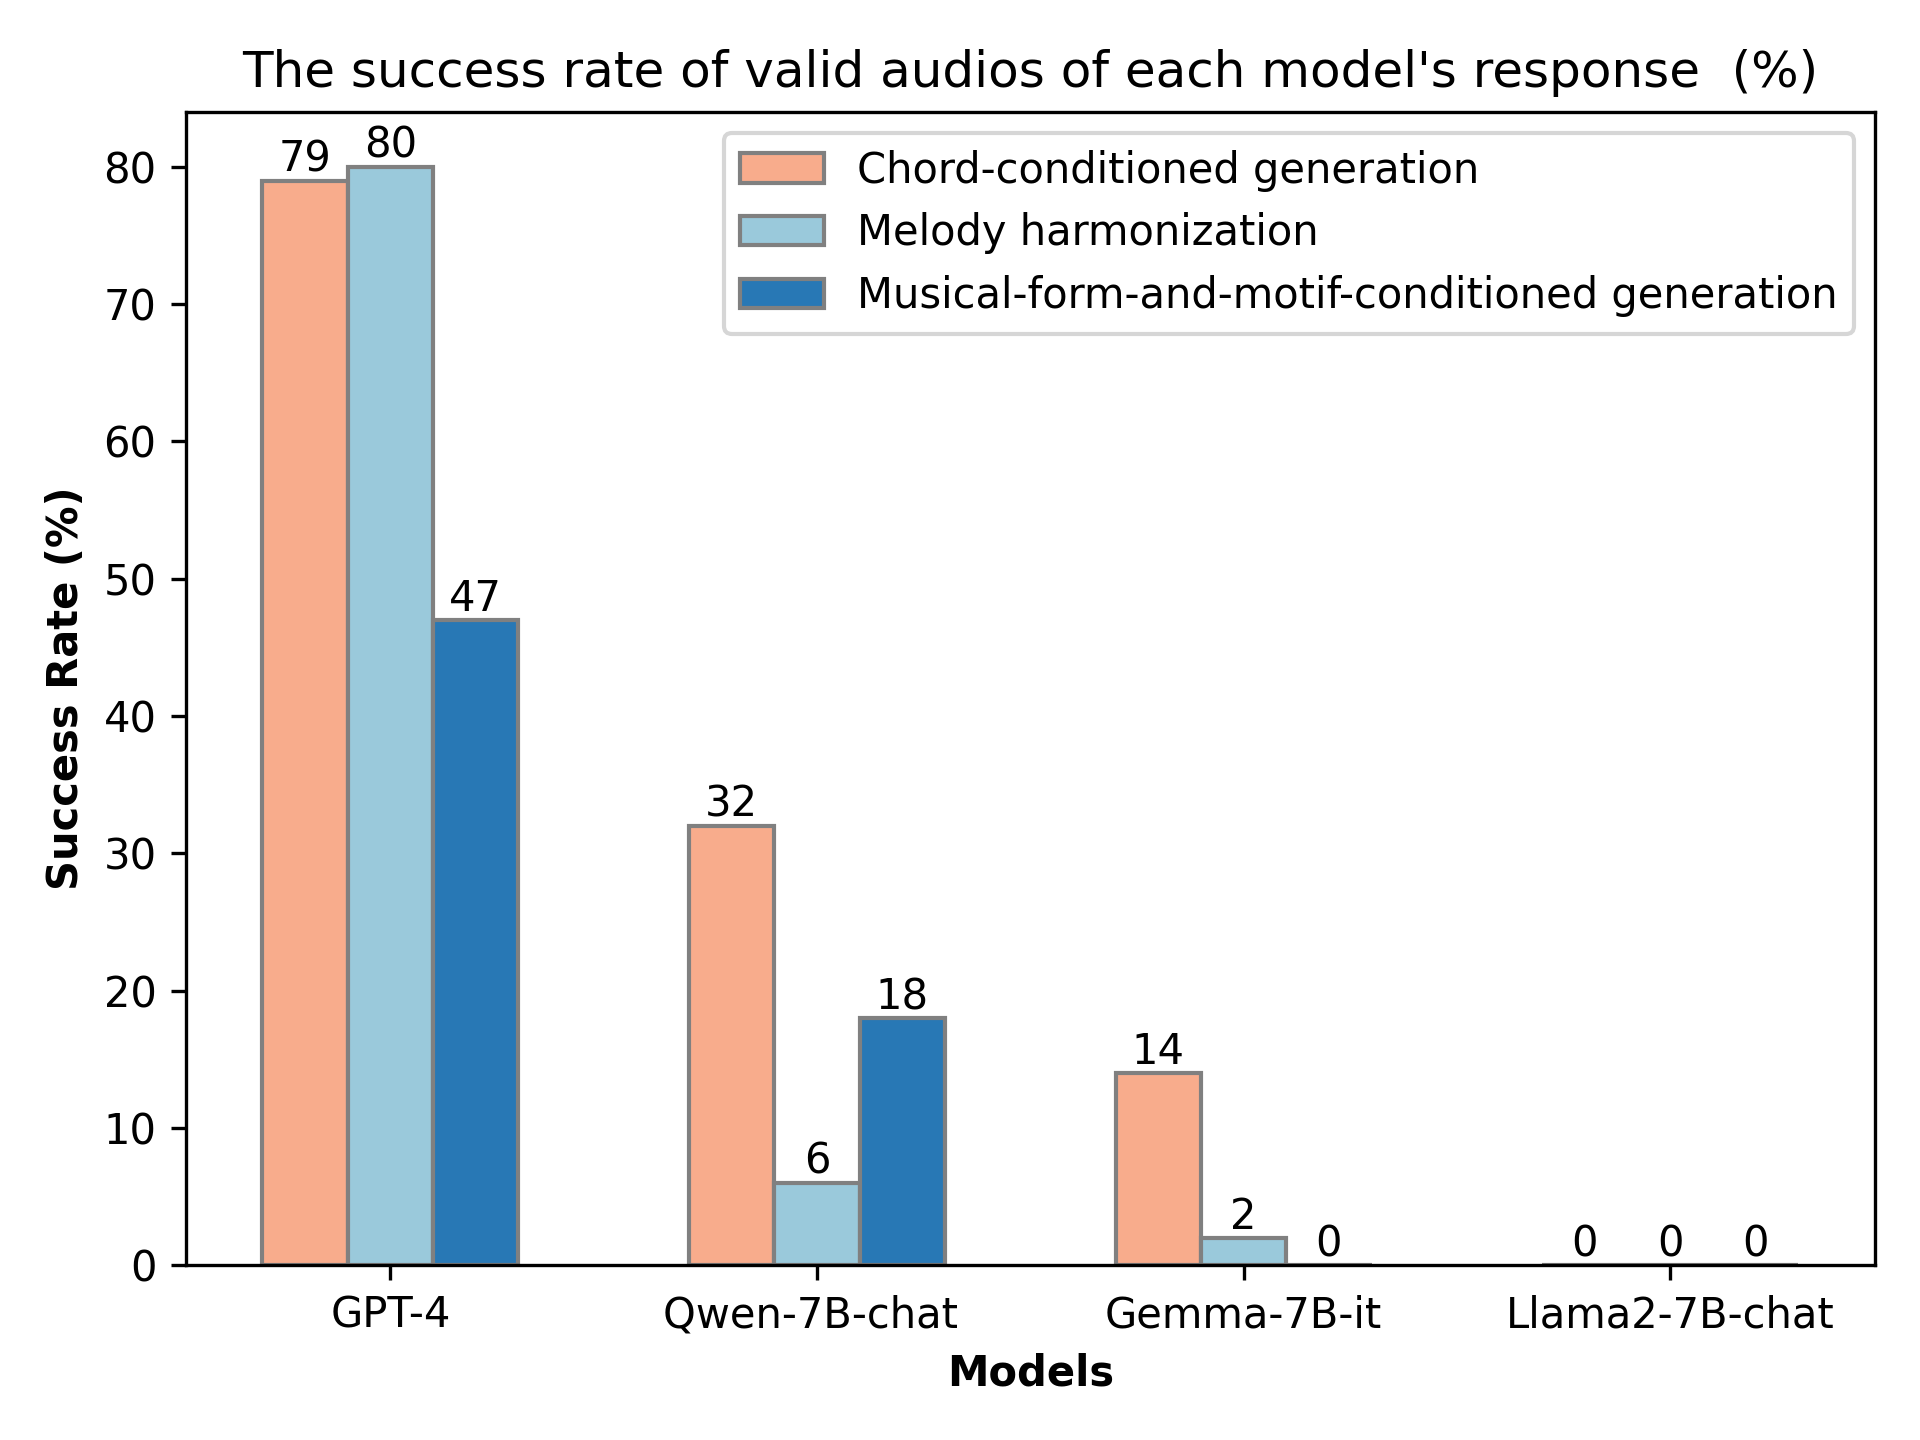 The success rate of valid audios of each model's response  (%)
79
80
47
32
6
18
14
2
0
0
0
0
Chord-conditioned generation
Melody harmonization
Musical-form-and-motif-conditioned generation
Success Rate (%)
80
70
60
50
40
30
20
10
0
GPT-4
Qwen-7B-chat
Gemma-7B-it
Llama2-7B-chat
Models